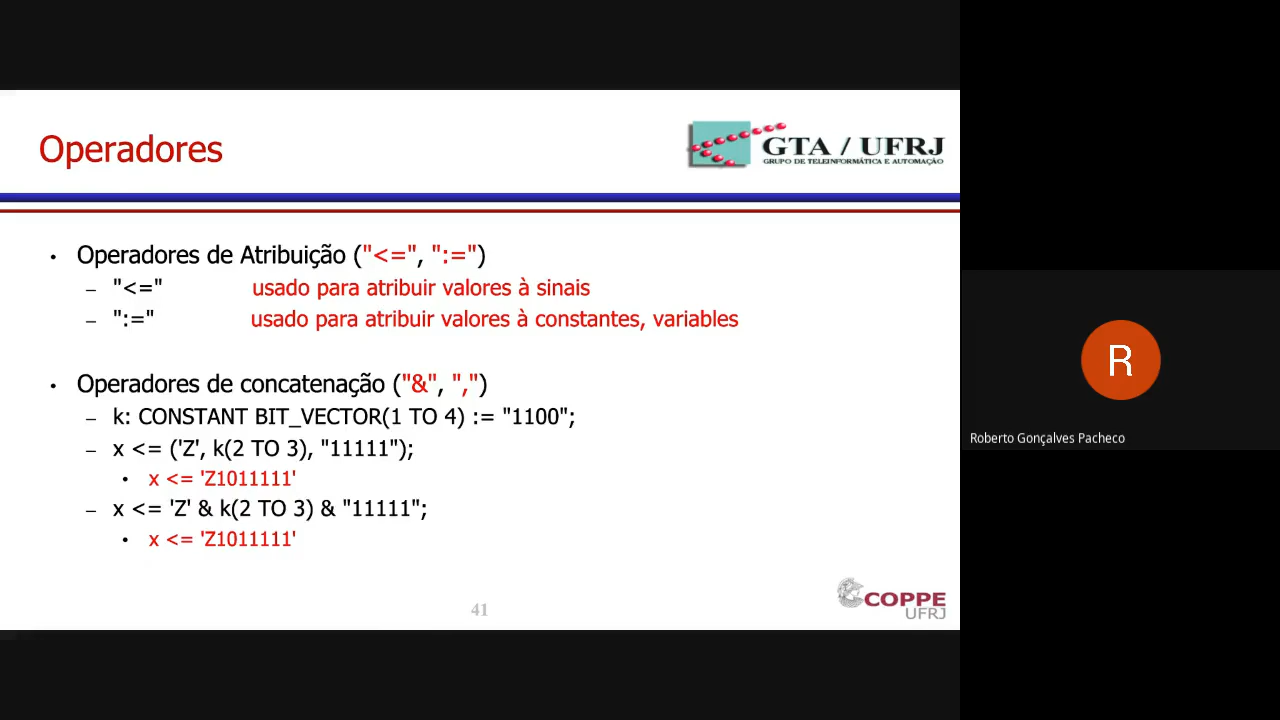 Operadores
GTA / UFRJ
GRUPO DE TELEINFORMÁTICA E AUTOMAÇÃO
• Operadores de Atribuição ("<=", ":=")
– "<=" usado para atribuir valores à sinais
– ":=" usado para atribuir valores à constantes, variables
• Operadores de concatenação ("&", ",")
– k: CONSTANT BIT_VECTOR(1 TO 4) := "1100";
– x <= ('Z', k(2 TO 3), "11111");
• x <= 'Z1011111'
– x <= 'Z' & k(2 TO 3) & "11111";
• x <= 'Z1011111'
41
COPPE
UFRJ
R
Roberto Gonçalves Pacheco